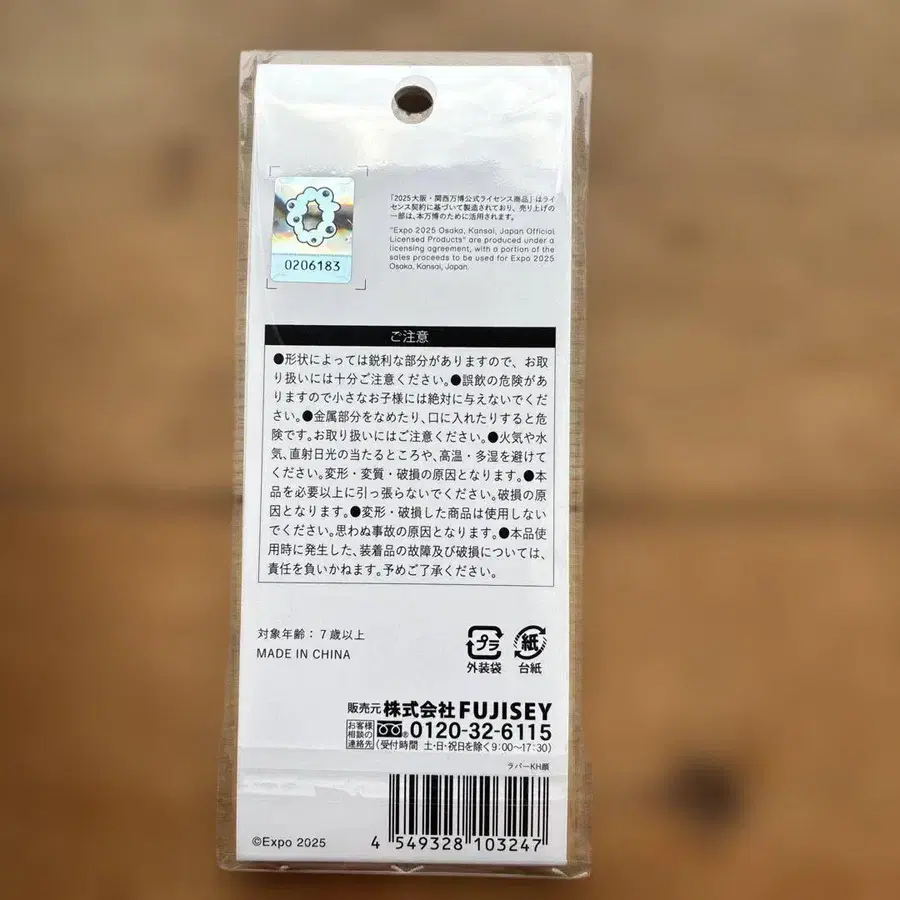 0206183
「2025大阪・関西万博公式ライセンス商品」はライ
センス契約に基づいて製造されており、売り上げの
一部は、本万博のために活用されます。
"Expo 2025 Osaka, Kansai, Japan Official
Licensed Products" are produced under a
licensing agreement, with a portion of the
sales proceeds to be used for Expo 2025
Osaka, Kansai, Japan.
ご注意
●形状によっては鋭利な部分がありますので、お取
り扱いには十分ご注意ください。●誤飲の危険があ
りますので小さなお子様には絶対に与えないでくだ
さい。●金属部分をなめたり、口に入れたりすると危
険です。お取り扱いにはご注意ください。●火気や水
気、直射日光の当たるところや、高温・多湿を避けて
ください。変形・変質・破損の原因となります。●本
品を必要以上に引っ張らないでください。破損の原
因となります。●変形・破損した商品は使用しない
でください。思わぬ事故の原因となります。●本品使
用時に発生した、装着品の故障及び破損については、
責任を負いかねます。予めご了承ください。
対象年齢：７歳以上
MADE IN CHINA
プラ
外装袋
紙
台紙
販売元 株式会社FUJISEY
お客様
相談の
連絡先
0120-32-6115
(受付時間 土・日・祝日を除く9:00〜17:30)
ラバーKH顔
©Expo 2025
4 549328 103247